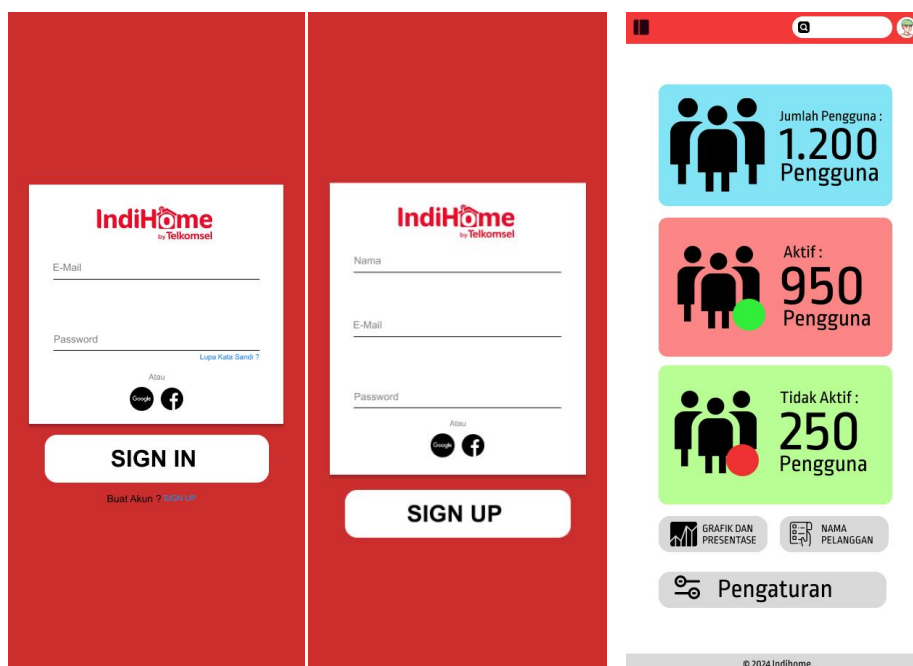 IndiHome
by Telkomsel
E-Mail
Password
Lupa Kata Sandi ?
Atau
Google
SIGN IN
Buat Akun ? SIGN UP
IndiHome
by Telkomsel
Nama
E-Mail
Password
Atau
Google
SIGN UP
Jumlah Pengguna :
1.200
Pengguna
Aktif :
950
Pengguna
Tidak Aktif :
250
Pengguna
GRAFIK DAN
PRESENTASE
NAMA
PELANGGAN
Pengaturan
© 2024 Indihome